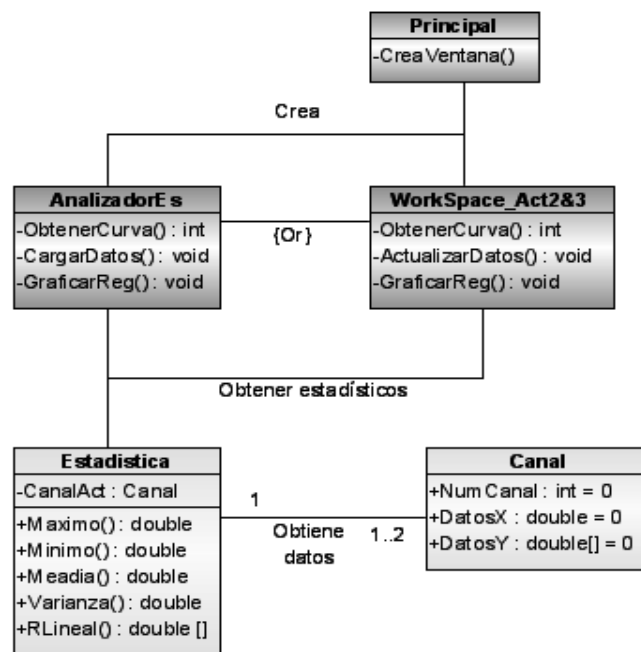 Principal
-CreaVentana()
Crea
AnalizadorEs
-ObtenerCurva() : int
-CargarDatos() : void
-GraficarReg() : void
{Or}
WorkSpace_Act2&3
-ObtenerCurva() : int
-ActualizarDatos() : void
-GraficarReg() : void
Obtener estadísticos
Estadistica
-CanalAct : Canal
+Maximo() : double
+Minimo() : double
+Meadia() : double
+Varianza() : double
+RLineal() : double []
1
Obtiene
datos
1..2
Canal
+NumCanal : int = 0
+DatosX : double = 0
+DatosY : double[] = 0